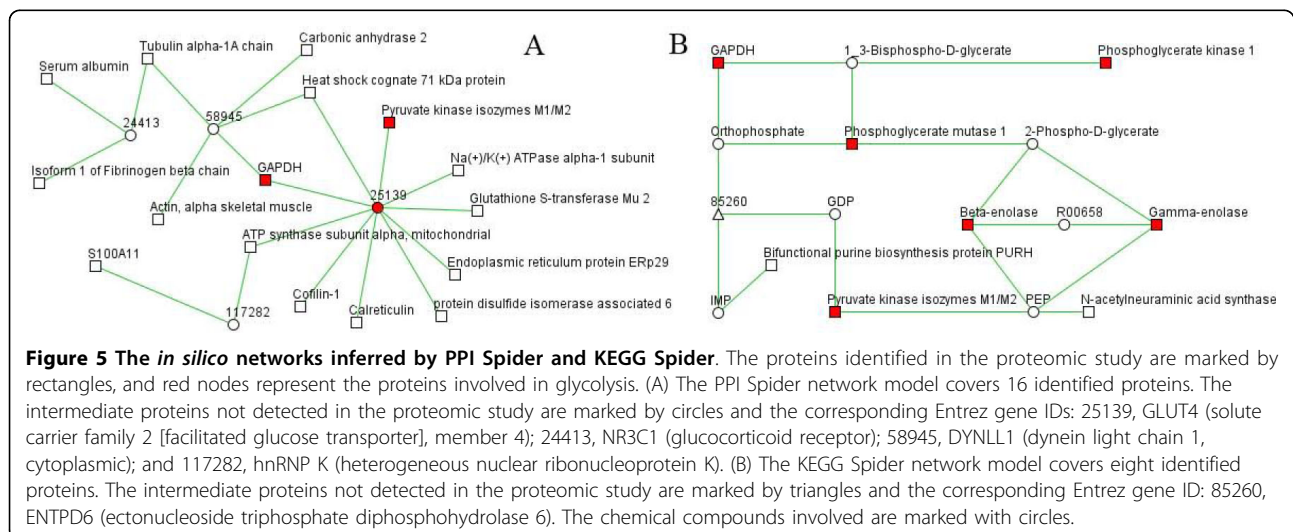 A
B
Tubulin alpha-1A chain
Carbonic anhydrase 2
Serum albumin
Heat shock cognate 71 kDa protein
Pyruvate kinase isozymes M1/M2
24413
58945
Na(+)/K(+) ATPase alpha-1 subunit
GAPDH
Isoform 1 of Fibrinogen beta chain
25139
Glutathione S-transferase Mu 2
Actin, alpha skeletal muscle
ATP synthase subunit alpha, mitochondrial
S100A11
Endoplasmic reticulum protein ERp29
Cofilin-1
Calreticulin
protein disulfide isomerase associated 6
117282
GAPDH
1_3-Bisphospho-D-glycerate
Phosphoglycerate kinase 1
Orthophosphate
Phosphoglycerate mutase 1
2-Phospho-D-glycerate
85260
GDP
Beta-enolase
R00658
Gamma-enolase
Bifunctional purine biosynthesis protein PURH
IMP
Pyruvate kinase isozymes M1/M2
PEP
N-acetylneuraminic acid synthase
Figure 5 The in silico networks inferred by PPI Spider and KEGG Spider. The proteins identified in the proteomic study are marked by
rectangles, and red nodes represent the proteins involved in glycolysis. (A) The PPI Spider network model covers 16 identified proteins. The
intermediate proteins not detected in the proteomic study are marked by circles and the corresponding Entrez gene IDs: 25139, GLUT4 (solute
carrier family 2 [facilitated glucose transporter], member 4); 24413, NR3C1 (glucocorticoid receptor); 58945, DYNLL1 (dynein light chain 1,
cytoplasmic); and 117282, hnRNP K (heterogeneous nuclear ribonucleoprotein K). (B) The KEGG Spider network model covers eight identified
proteins. The intermediate proteins not detected in the proteomic study are marked by triangles and the corresponding Entrez gene ID: 85260,
ENTPD6 (ectonucleoside triphosphate diphosphohydrolase 6). The chemical compounds involved are marked with circles.